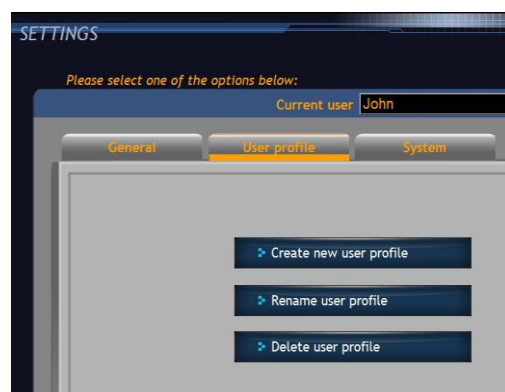 SETTINGS
Please select one of the options below:
Current user John
General User profile System
Create new user profile
Rename user profile
Delete user profile